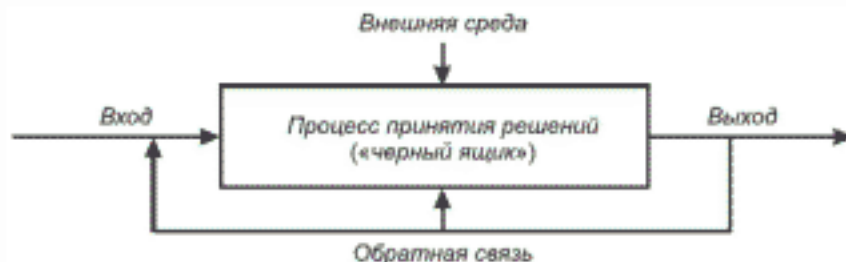 Внешняя среда
Вход
Процесс принятия решений
(«черный ящик»)
Выход
Обратная связь